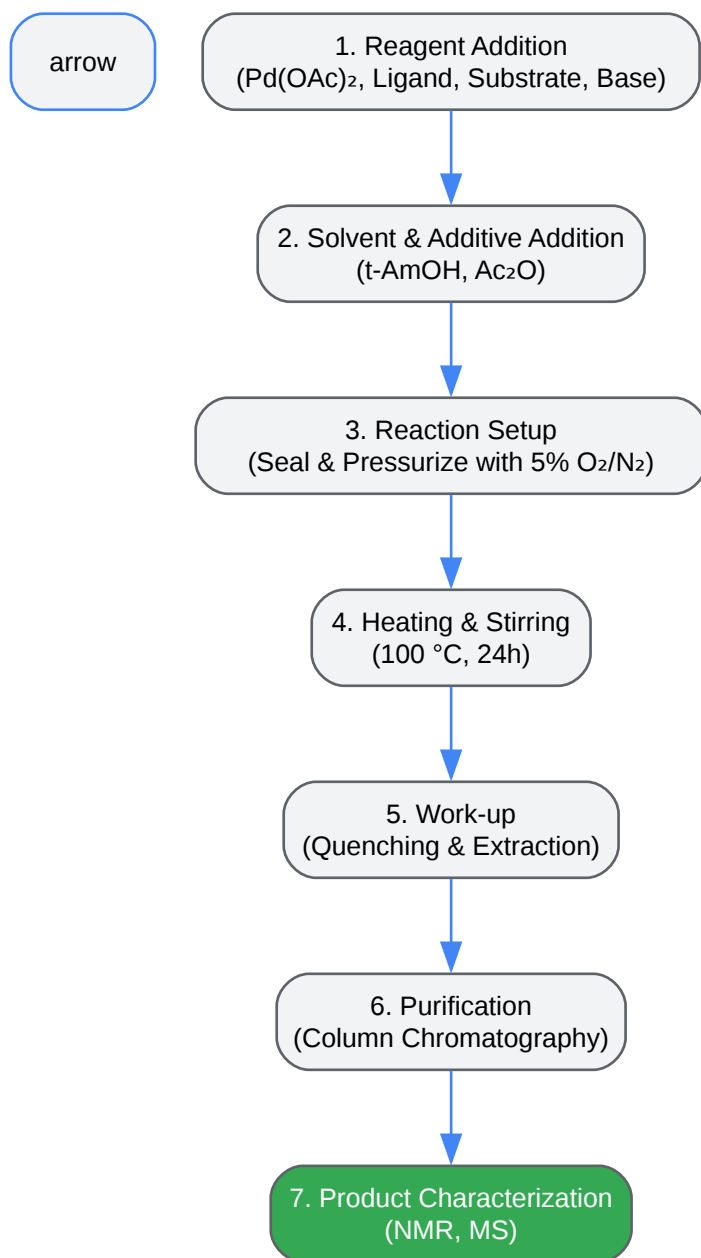 arrow
1. Reagent Addition
(Pd(OAc)₂, Ligand, Substrate, Base)
2. Solvent & Additive Addition
(t-AmOH, Ac₂O)
3. Reaction Setup
(Seal & Pressurize with 5% O₂/N₂)
4. Heating & Stirring
(100 °C, 24h)
5. Work-up
(Quenching & Extraction)
6. Purification
(Column Chromatography)
7. Product Characterization
(NMR, MS)